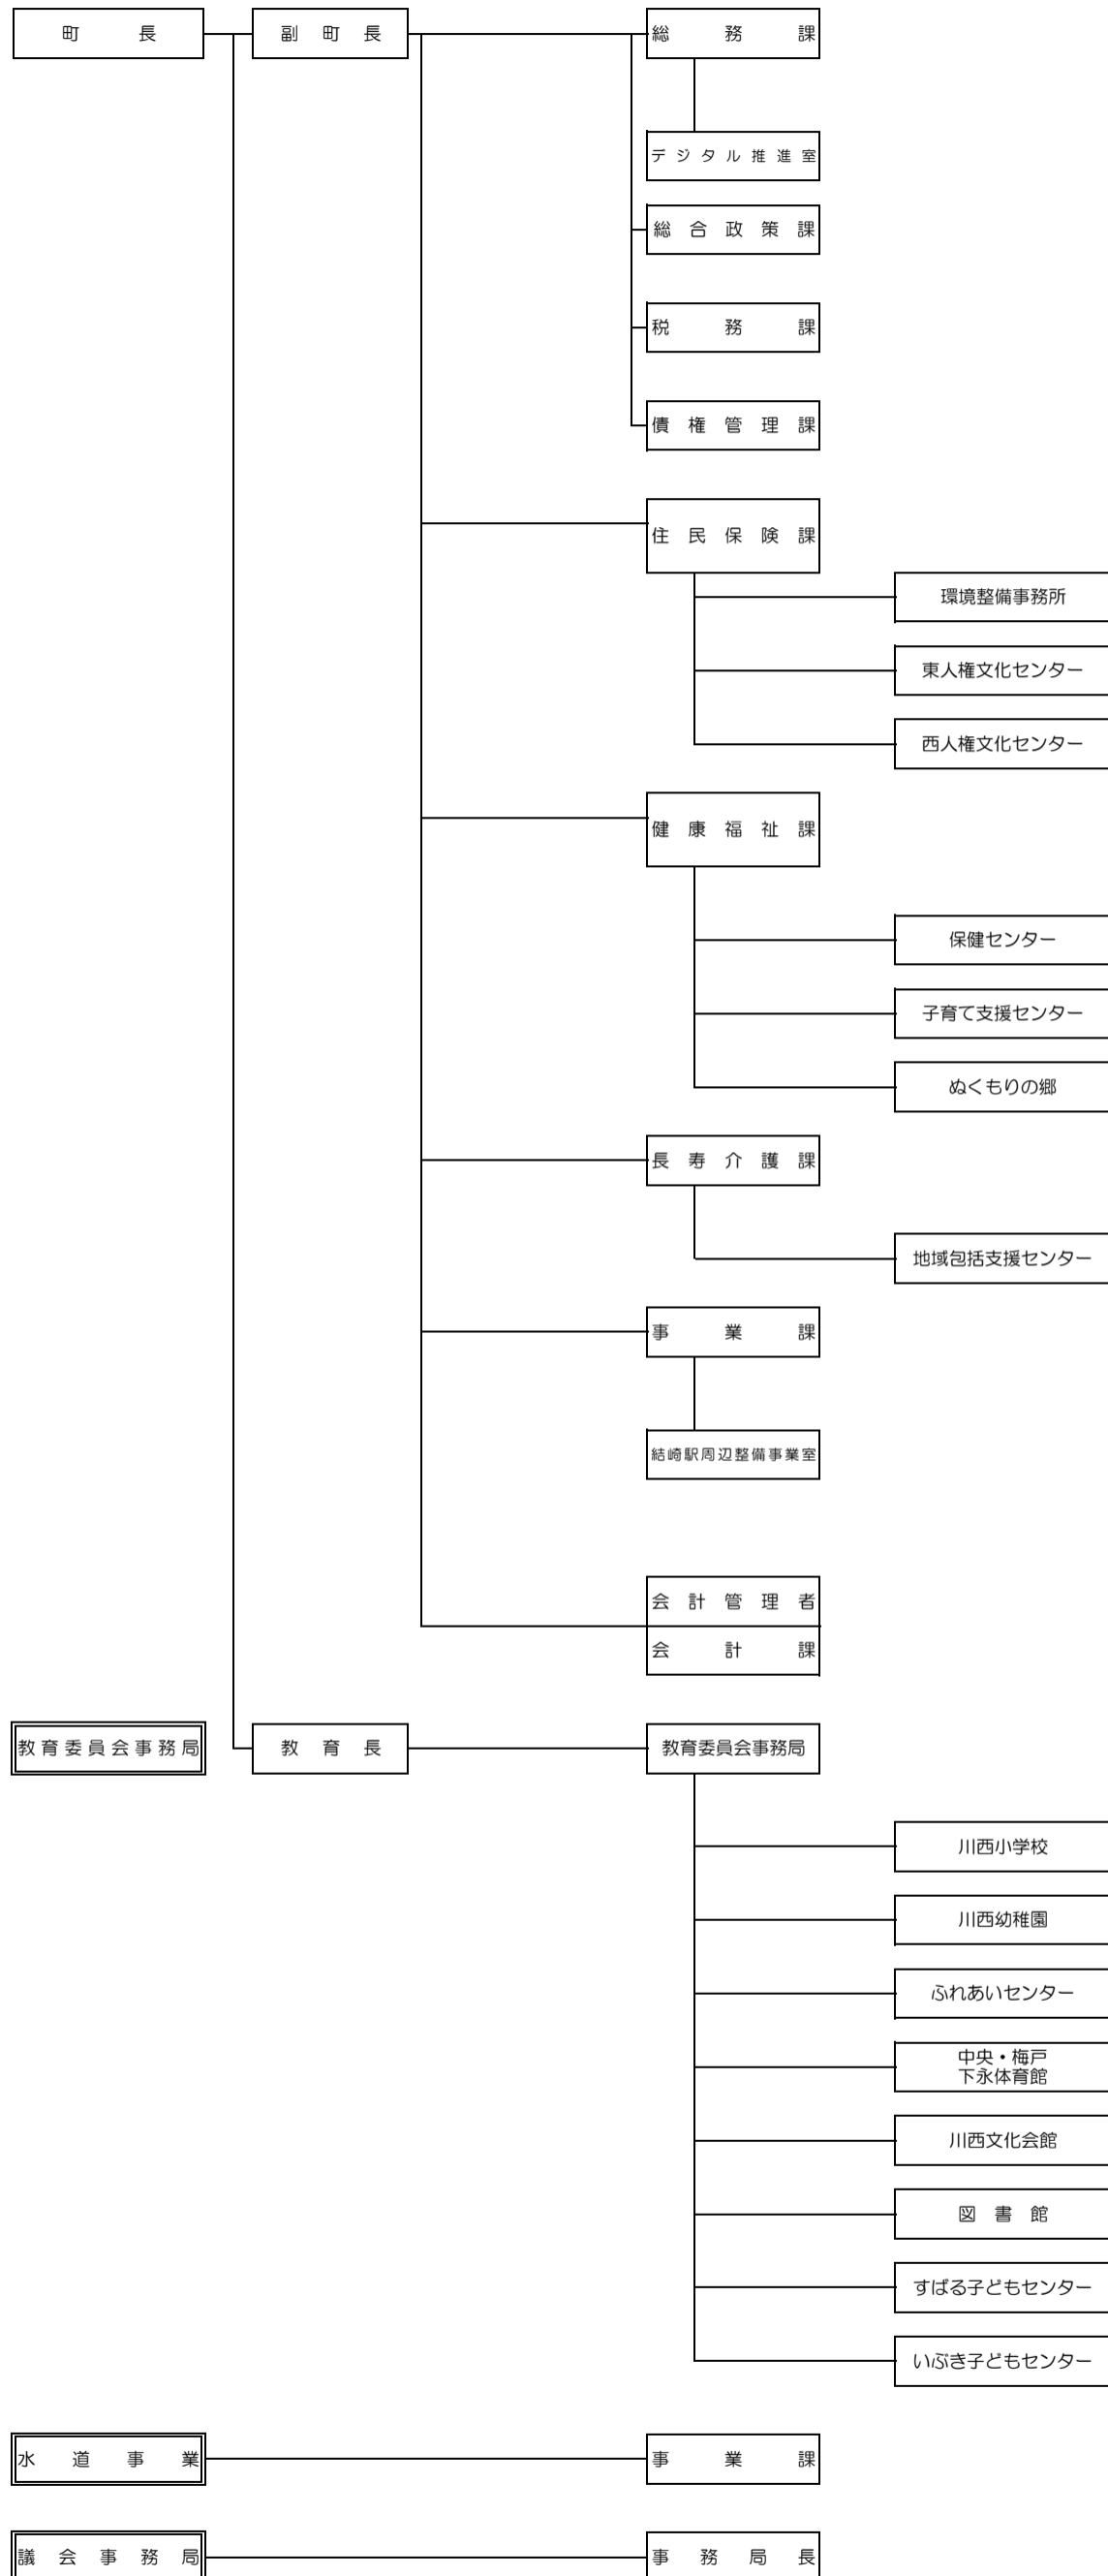 町長
副町長
総務課
デジタル推進室
総合政策課
税務課
債権管理課
住民保険課
環境整備事務所
東人権文化センター
西人権文化センター
健康福祉課
保健センター
子育て支援センター
ぬくもりの郷
長寿介護課
地域包括支援センター
事業課
結崎駅周辺整備事業室
会計管理者
会計課
教育委員会事務局
教育長
教育委員会事務局
川西小学校
川西幼稚園
ふれあいセンター
中央・梅戸
下永体育館
川西文化会館
図書館
すばる子どもセンター
いぶき子どもセンター
水道事業
事業課
議会事務局
事務局長